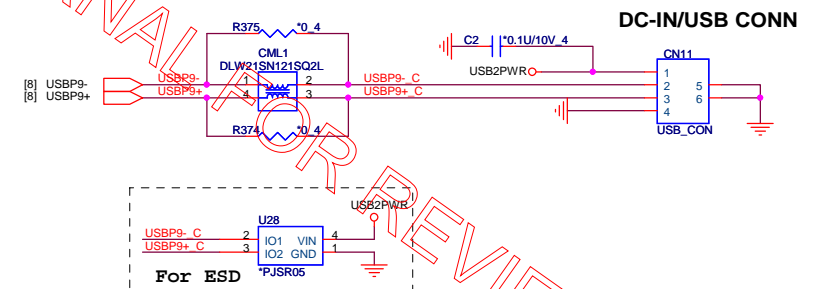 DC-IN/USB CONN
R375 *0_4
C2 *0.1U/10V_4
CML1
DLW21SN121SQ2L
CN11
USB2PWR
[8] USBP9- USBP9- 1 2 USBP9-_C
[8] USBP9+ USBP9+ 4 3 USBP9+_C
1
2 5
3 6
4
USB_CON
R374 *0_4
USB2PWR
U28
USBP9-_C 2 IO1 VIN 4
USBP9+_C 3 IO2 GND 1
*PJSR05
For ESD
NAL FOR REVIE